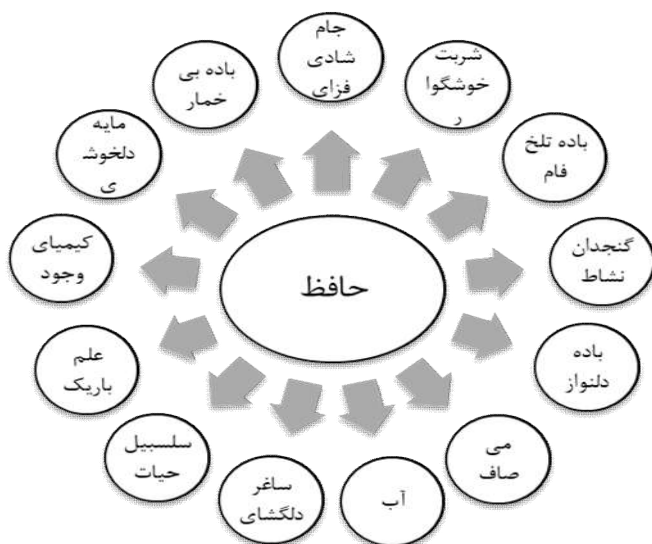 جام
شادی
فزای
شربت
خوشگوا
ر
باده تلخ
فام
گنجدان
نشاط
باده
دلنواز
می
صاف
آب
ساغر
دلگشای
سلسبیل
حیات
علم
باریک
کیمیای
وجود
مایه
دلخوش
ی
باده بی
خمار
حافظ